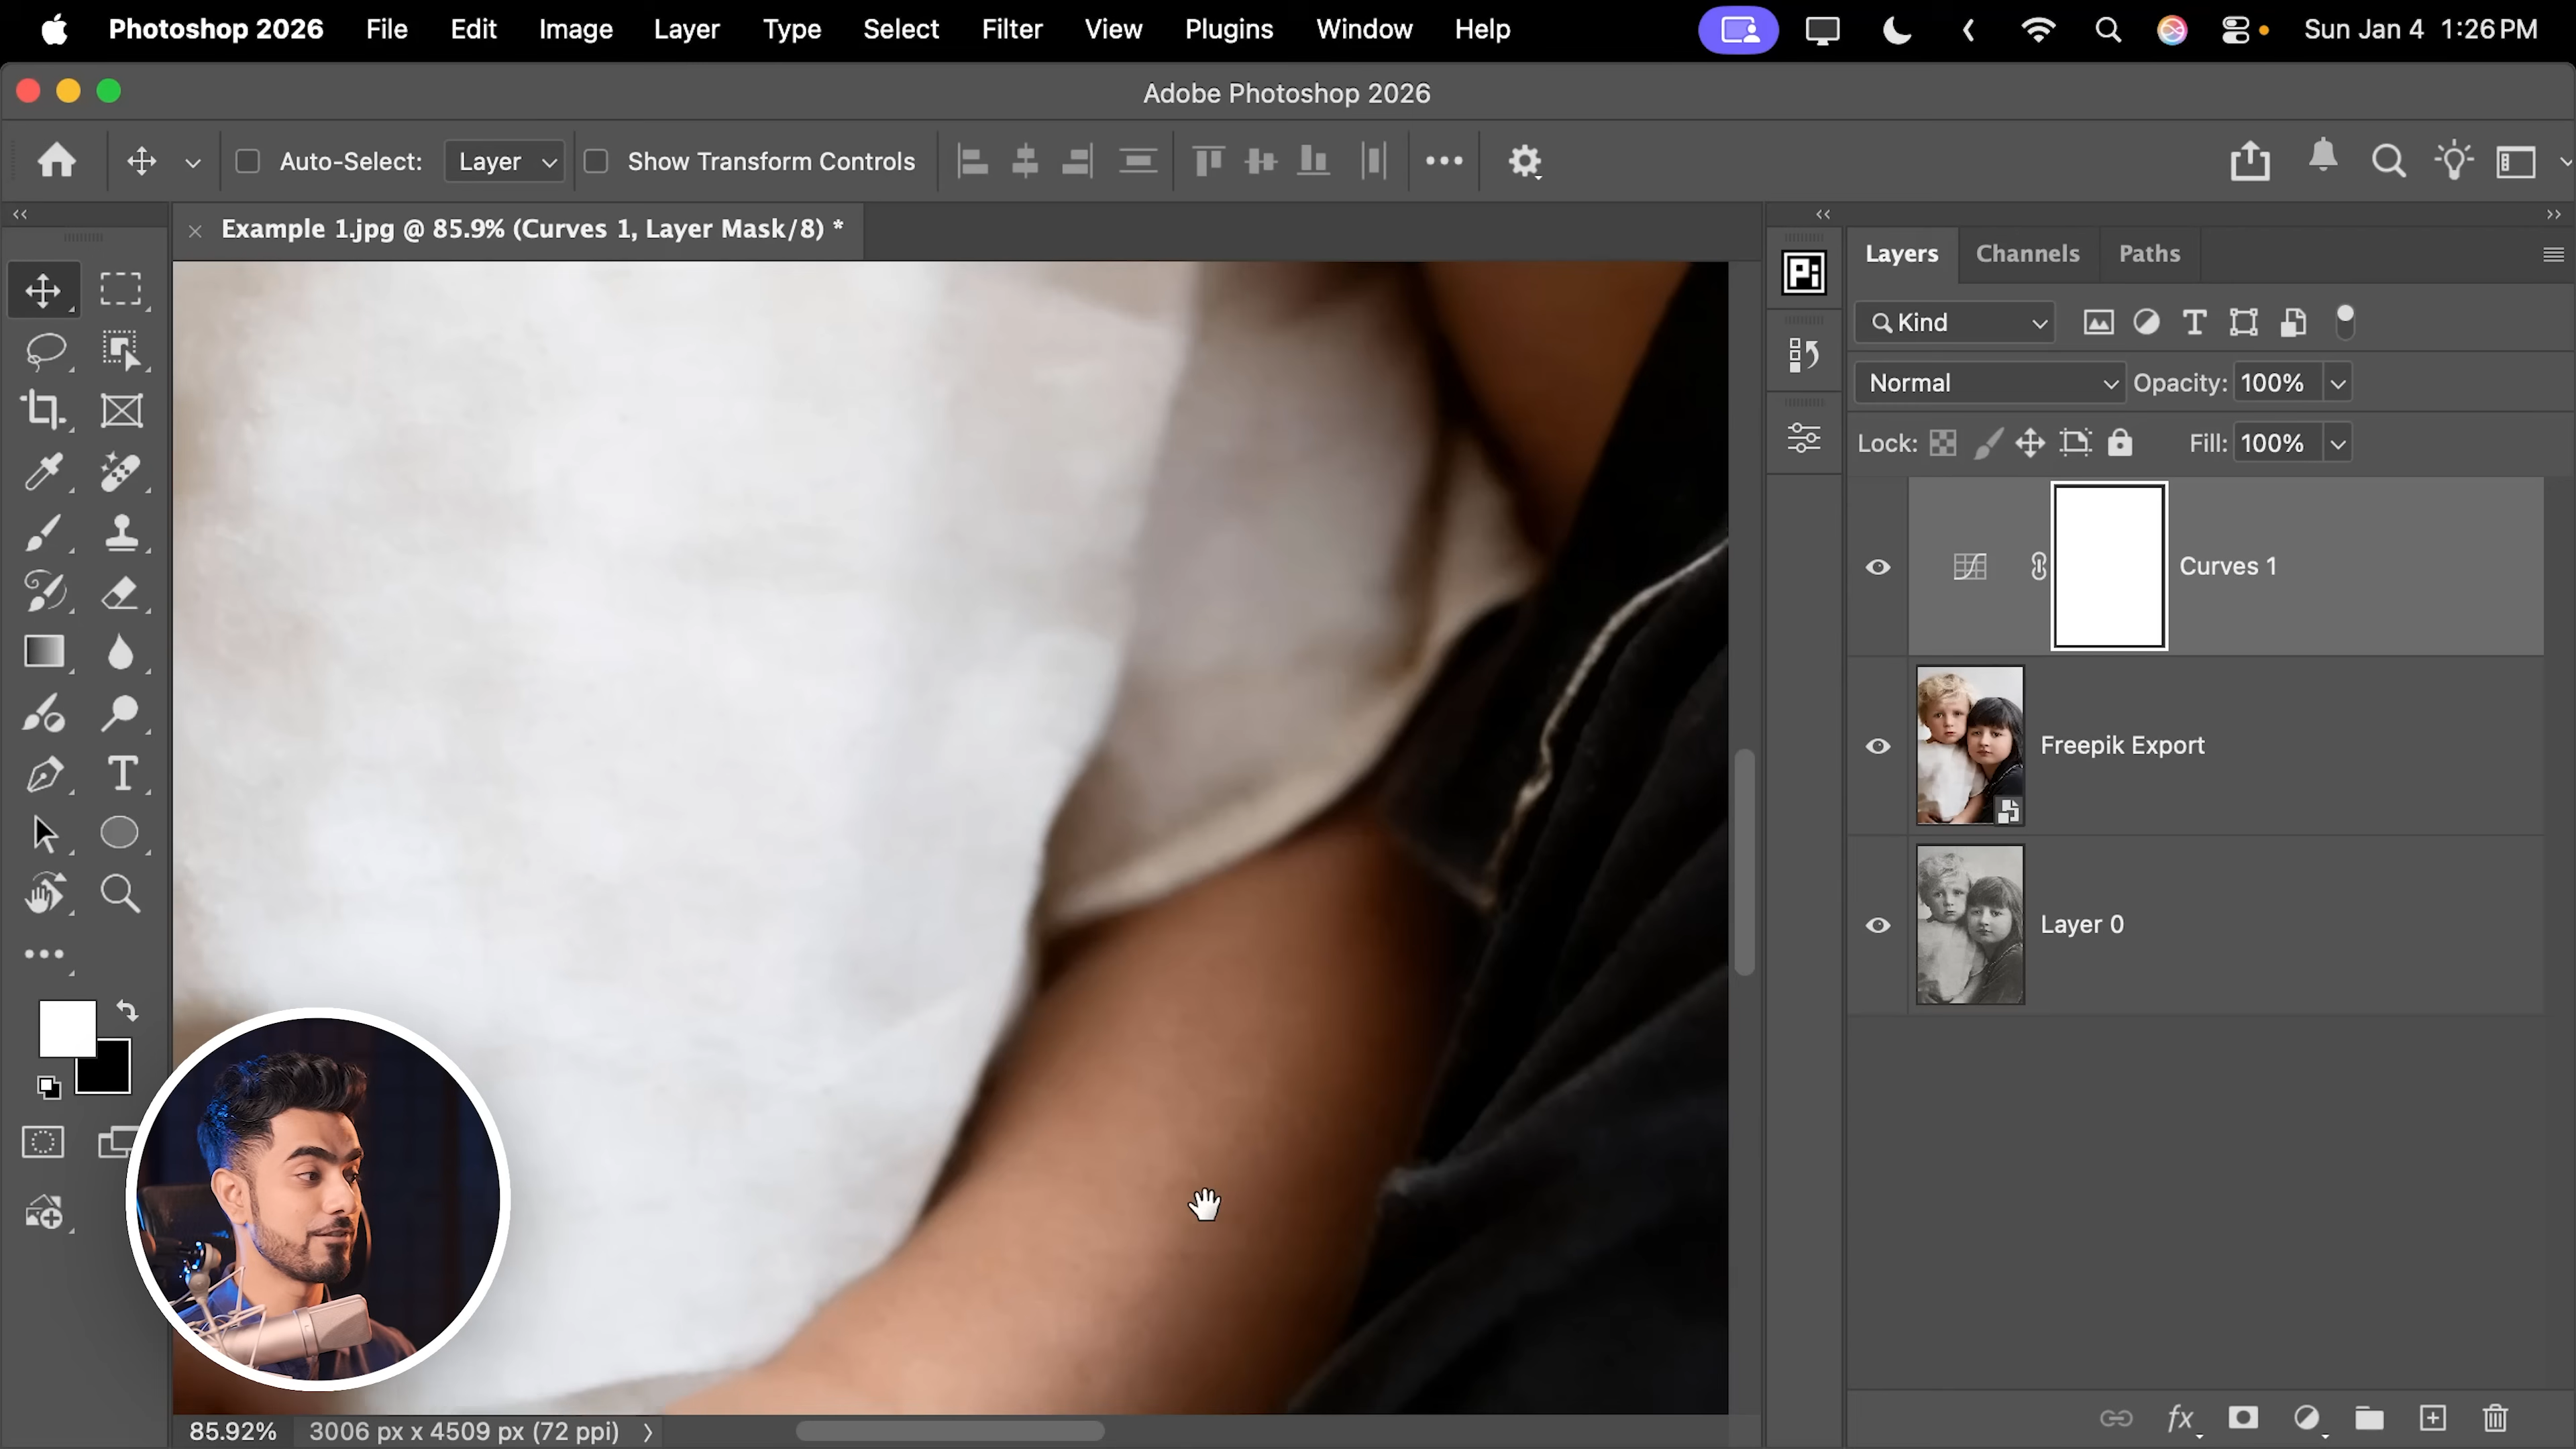 Photoshop 2026 File Edit Image Layer Type Select Filter View Plugins Window Help Sun Jan 4 1:26 PM
Adobe Photoshop 2026
Auto-Select: Layer Show Transform Controls
Example 1.jpg @ 85.9% (Curves 1, Layer Mask/8) *
Layers Channels Paths
Kind
Normal Opacity: 100%
Lock: Fill: 100%
Curves 1
Freepik Export
Layer 0
85.92% 3006 px x 4509 px (72 ppi)